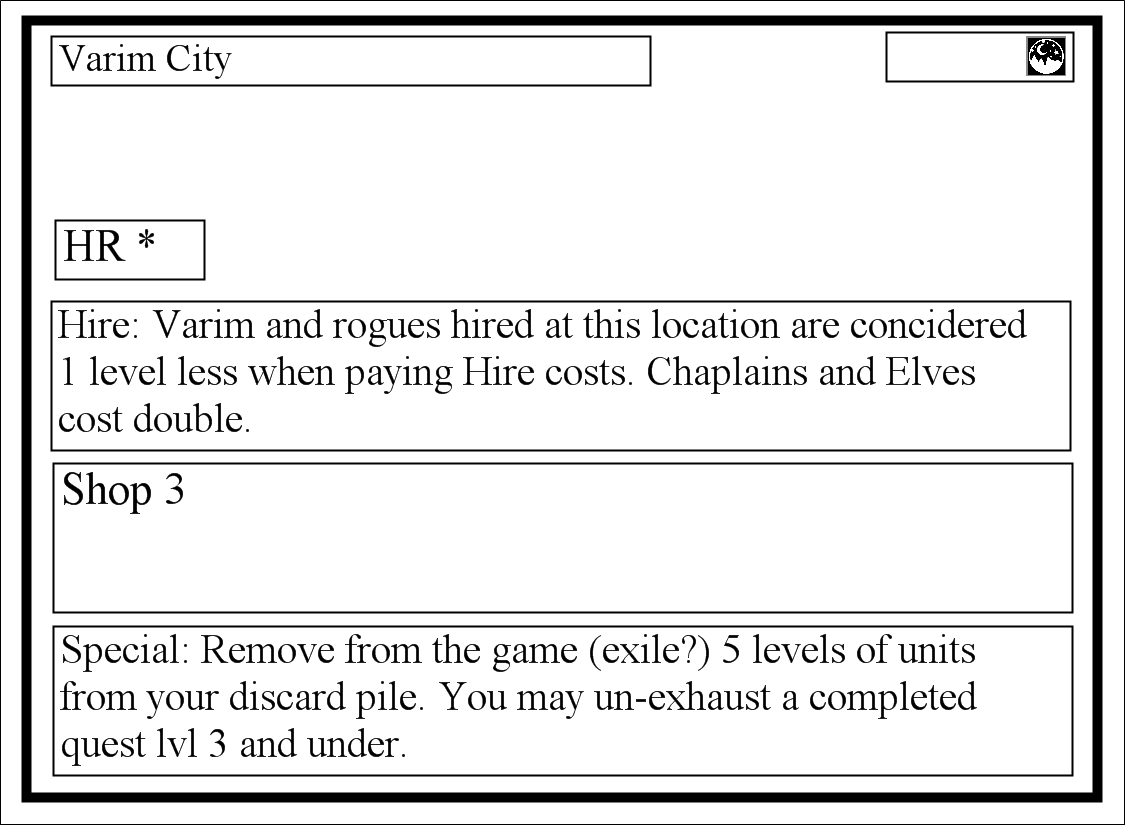 Varim City
HR *
Hire: Varim and rogues hired at this location are concidered
1 level less when paying Hire costs. Chaplains and Elves
cost double.
Shop 3
Special: Remove from the game (exile?) 5 levels of units
from your discard pile. You may un-exhaust a completed
quest lvl 3 and under.